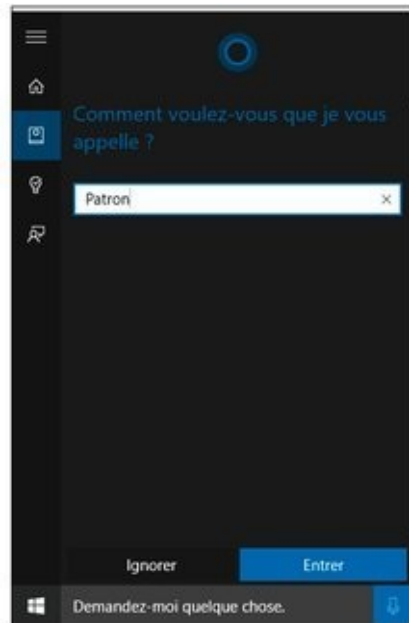 Comment voulez-vous que je vous
appelle ?
Patron
Ignorer
Entrer
Demandez-moi quelque chose.